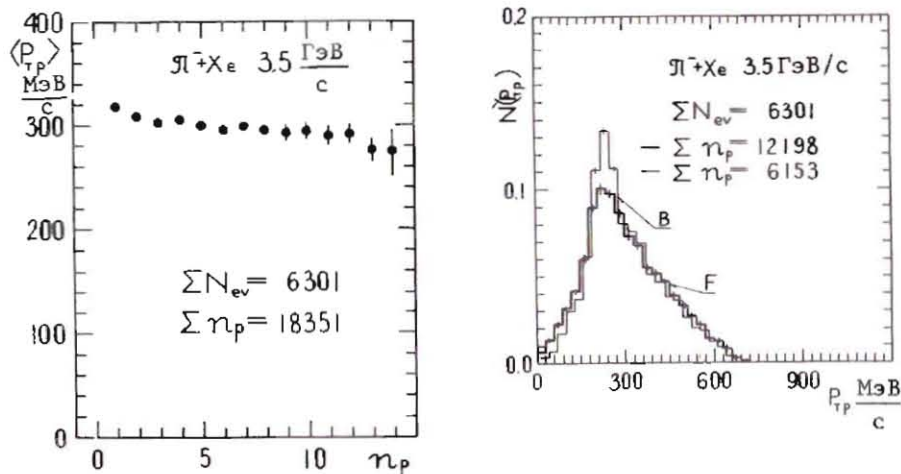 400
⟨P_тр⟩
МэВ
с
300
200
100
0
π⁻+Xe 3.5 ГэВ
с
ΣN_ev= 6301
Σ n_p= 18351
0 5 10 n_p
0,2
N(P_тр)
0.1
0.0
π⁻+Xe 3.5 ГэВ/с
ΣN_ev= 6301
Σ n_p= 12198
Σ n_p= 6153
B
F
0 300 600 900
P_тр МэВ
с